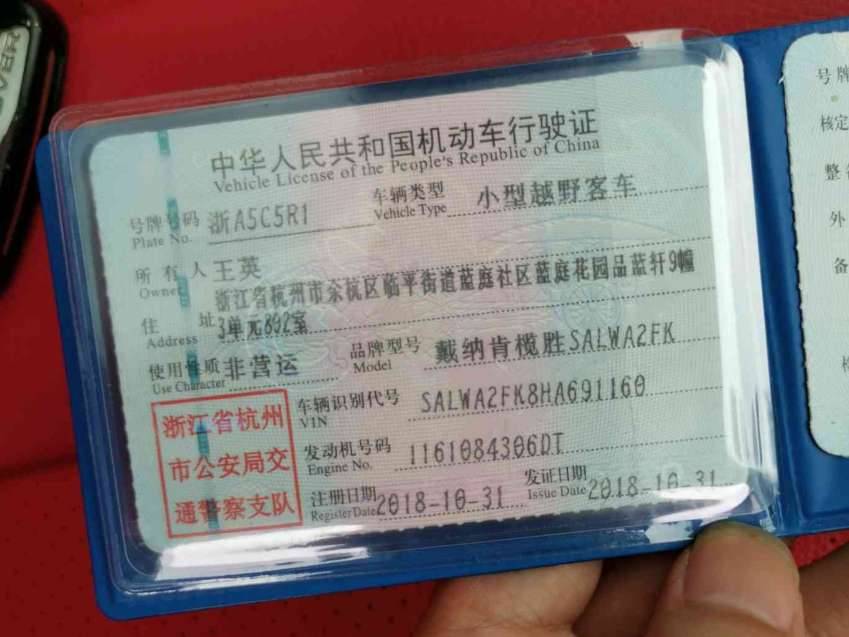 中华人民共和国机动车行驶证
Vehicle License of the People's Republic of China
号牌号码 浙A5C5R1 车辆类型 小型越野客车
Plate No. Vehicle Type
所有人 王英
Owner
浙江省杭州市余杭区临平街道蓝庭社区蓝庭花园品蓝轩9幢
住址 3单元802室
Address
使用性质 非营运 品牌型号 戴纳肯榄胜SALWA2FK
Use Character Model
浙江省杭州
市公安局交
通警察支队
车辆识别代号 SALWA2FK8HA691160
VIN
发动机号码 1161084306DT
Engine No.
注册日期 2018-10-31 发证日期 2018-10-31
Register Date Issue Date
号牌
核定
整备
外
备